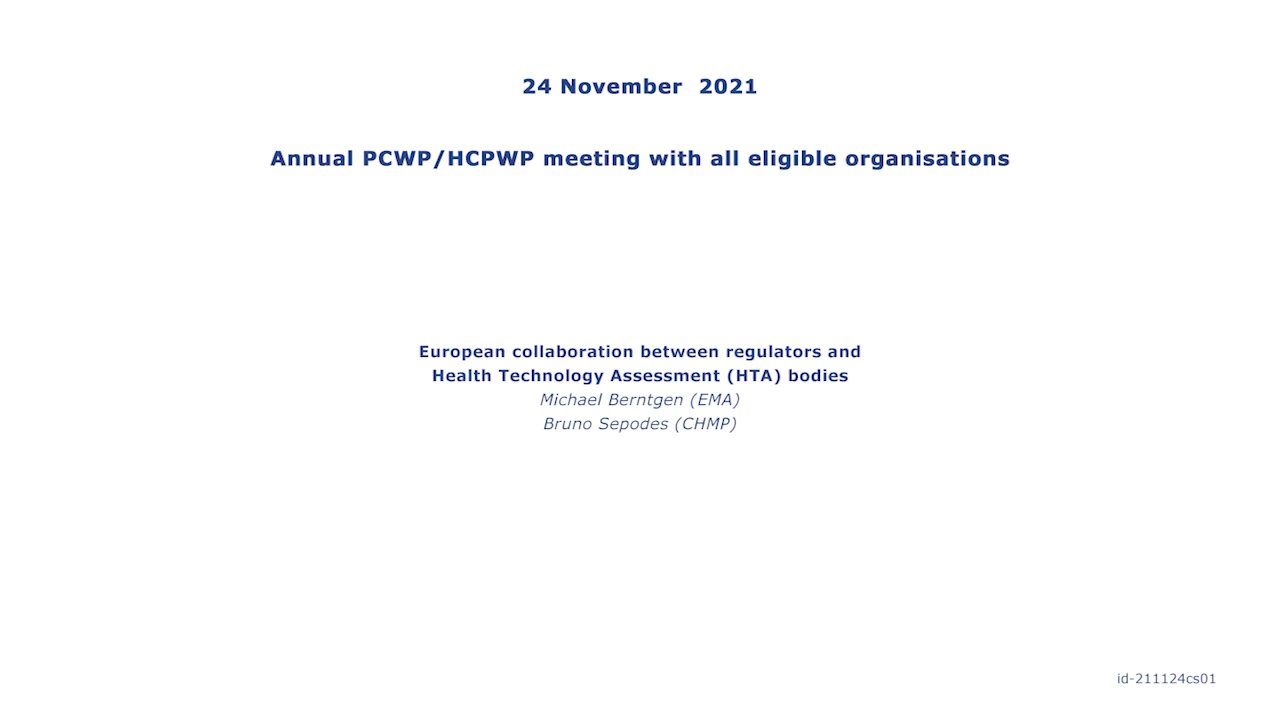 24 November  2021
Annual PCWP/HCPWP meeting with all eligible organisations
European collaboration between regulators and
Health Technology Assessment (HTA) bodies
Michael Berntgen (EMA)
Bruno Sepodes (CHMP)
id-211124cs01